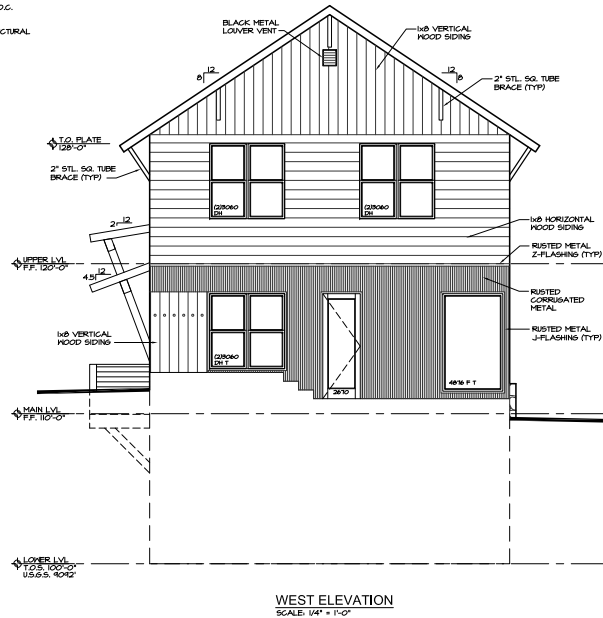 O.C.
CTURAL
BLACK METAL
LOUVER VENT
1x8 VERTICAL
WOOD SIDING
12
8
12
8
2" STL. SQ. TUBE
BRACE (TYP)
T.O. PLATE
128'-0"
2" STL. SQ. TUBE
BRACE (TYP)
(2)3060
DH
(2)3060
DH
12
2
1x8 HORIZONTAL
WOOD SIDING
RUSTED METAL
Z-FLASHING (TYP)
UPPER LVL
F.F. 120'-0"
12
4.5
RUSTED
CORRUGATED
METAL
1x8 VERTICAL
WOOD SIDING
RUSTED METAL
J-FLASHING (TYP)
(2)3060
DH T
2670
4876 F T
MAIN LVL
F.F. 110'-0"
LOWER LVL
T.O.S. 100'-0"
U.S.G.S. 9092'
WEST ELEVATION
SCALE: 1/4" = 1'-0"